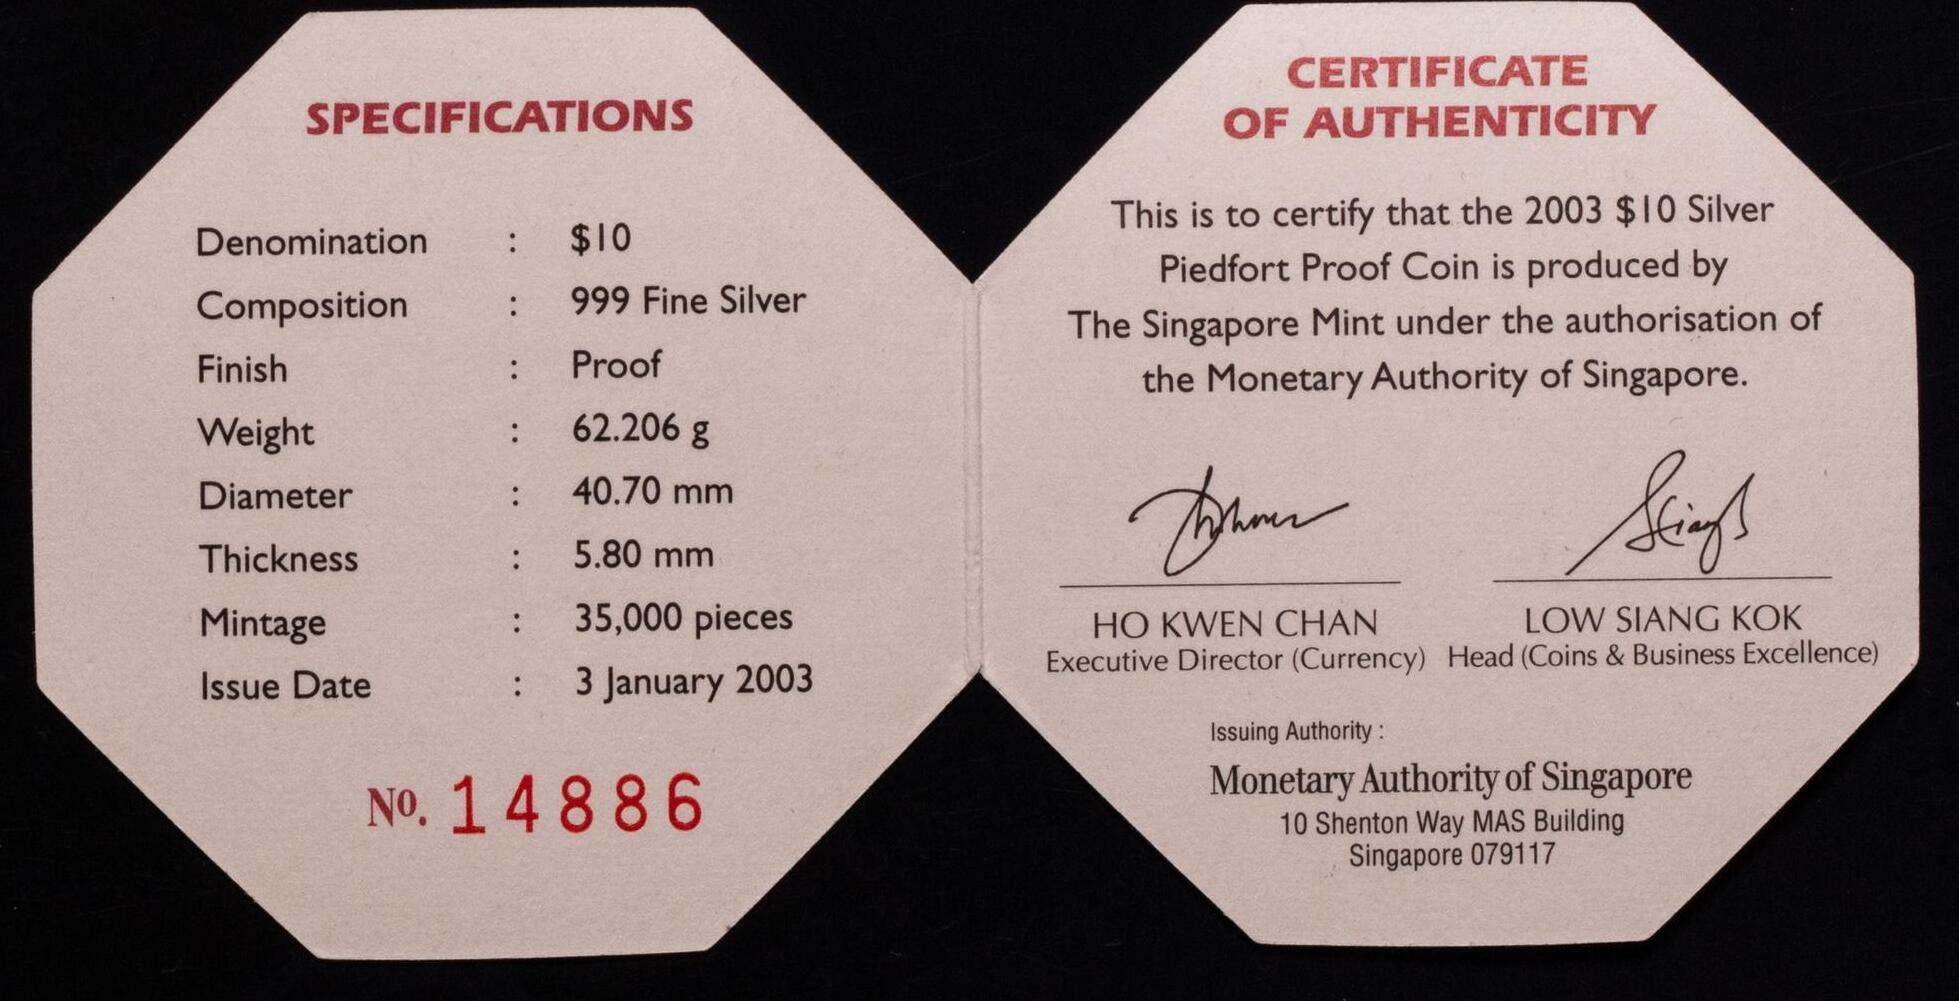 SPECIFICATIONS
Denomination : $10
Composition : 999 Fine Silver
Finish : Proof
Weight : 62.206 g
Diameter : 40.70 mm
Thickness : 5.80 mm
Mintage : 35,000 pieces
Issue Date : 3 January 2003
No. 14886
CERTIFICATE
OF AUTHENTICITY
This is to certify that the 2003 $10 Silver
Piedfort Proof Coin is produced by
The Singapore Mint under the authorisation of
the Monetary Authority of Singapore.
HO KWEN CHAN
Executive Director (Currency)
LOW SIANG KOK
Head (Coins & Business Excellence)
Issuing Authority :
Monetary Authority of Singapore
10 Shenton Way MAS Building
Singapore 079117